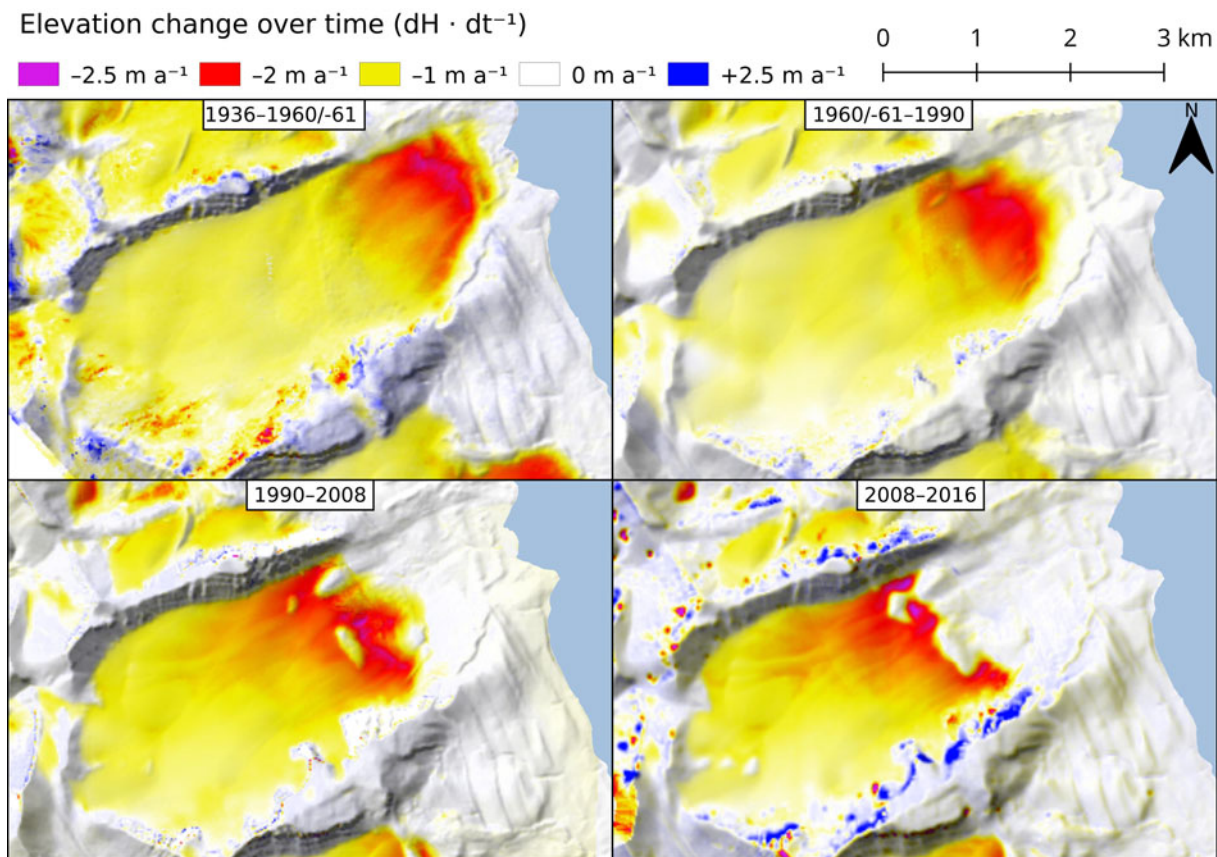 Elevation change over time (dH · dt⁻¹)
–2.5 m a⁻¹ –2 m a⁻¹ –1 m a⁻¹ 0 m a⁻¹ +2.5 m a⁻¹
0 1 2 3 km
1936–1960/-61
1960/-61–1990
N
1990–2008
2008–2016